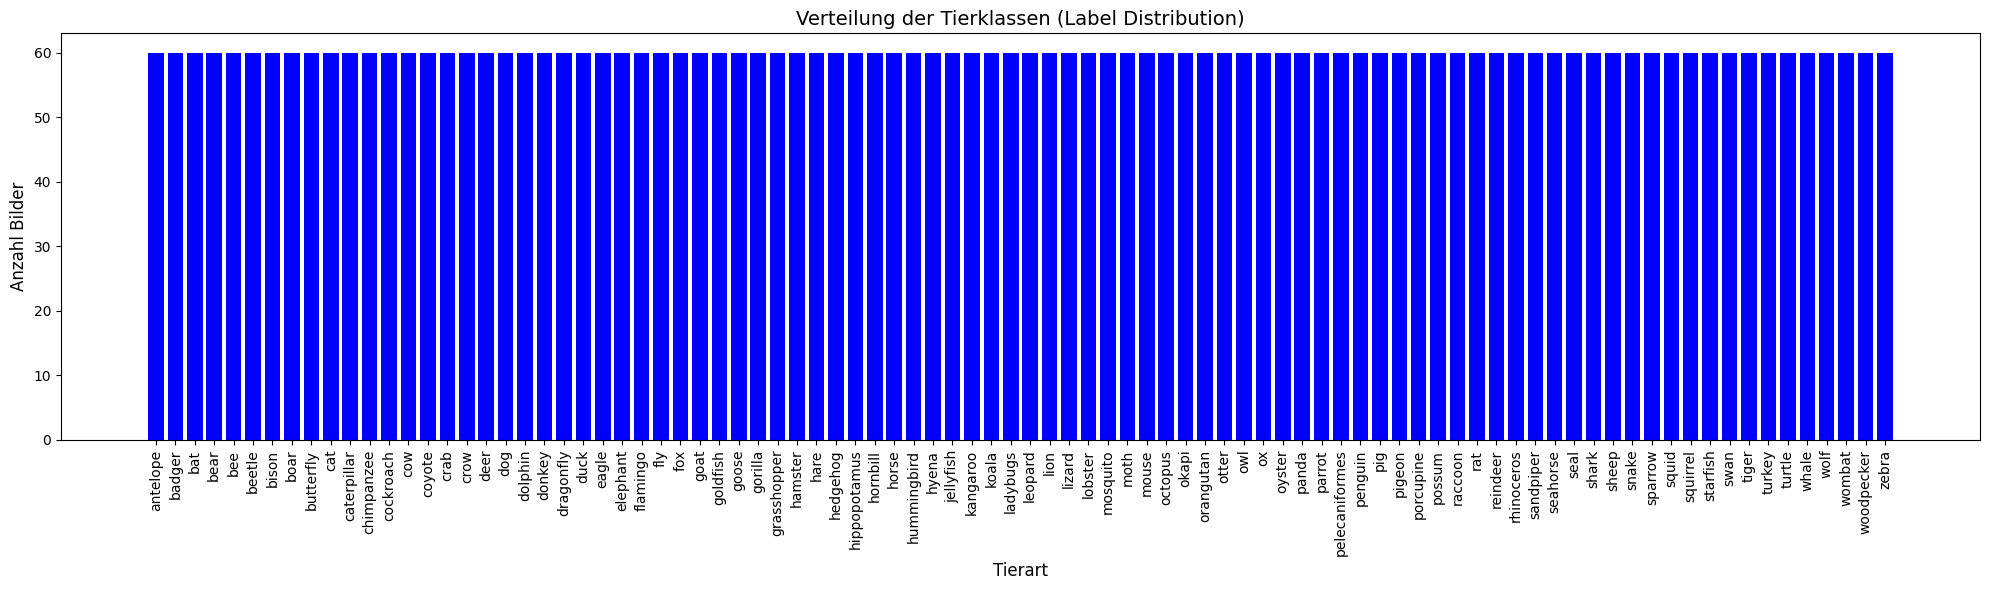 Verteilung der Tierklassen (Label Distribution)
Anzahl Bilder
60
50
40
30
20
10
0
antelope
badger
bat
bear
bee
beetle
bison
boar
butterfly
cat
caterpillar
chimpanzee
cockroach
cow
coyote
crab
crow
deer
dog
dolphin
donkey
dragonfly
duck
eagle
elephant
flamingo
fly
fox
goat
goldfish
goose
gorilla
grasshopper
hamster
hare
hedgehog
hippopotamus
hornbill
horse
hummingbird
hyena
jellyfish
kangaroo
koala
ladybugs
leopard
lion
lizard
lobster
mosquito
moth
mouse
octopus
okapi
orangutan
otter
owl
ox
oyster
panda
parrot
pelecaniformes
penguin
pig
pigeon
porcupine
possum
raccoon
rat
reindeer
rhinoceros
sandpiper
seahorse
seal
shark
sheep
snake
sparrow
squid
squirrel
starfish
swan
tiger
turkey
turtle
whale
wolf
wombat
woodpecker
zebra
Tierart